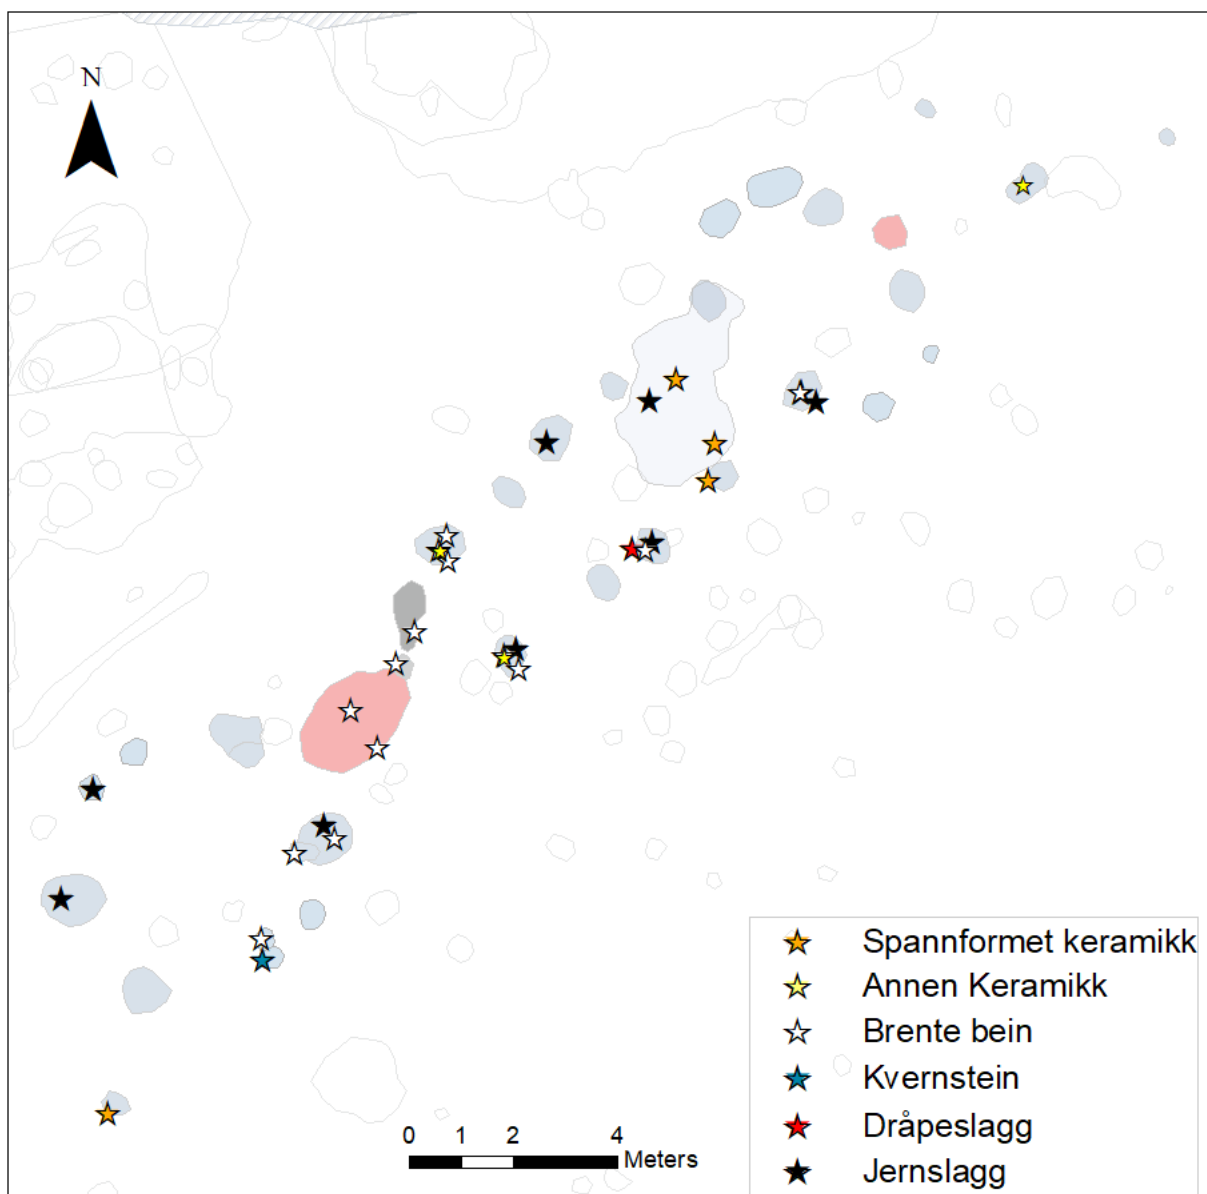 N
Spannformet keramikk
Annen Keramikk
Brente bein
Kvernstein
Dråpeslagg
Jernslagg
0 1 2 4
Meters